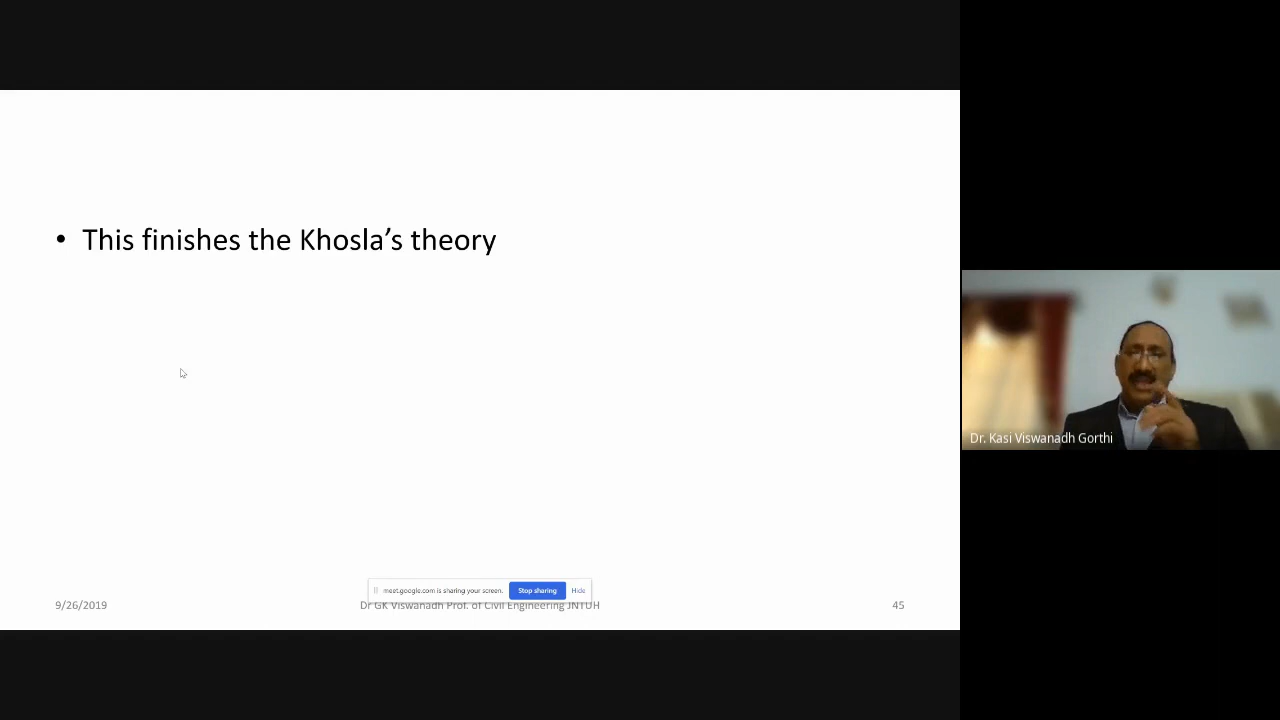 • This finishes the Khosla’s theory
Dr. Kasi Viswanadh Gorthi
meet.google.com is sharing your screen. Stop sharing Hide
9/26/2019 Dr GK Viswanadh Prof. of Civil Engineering JNTUH 45